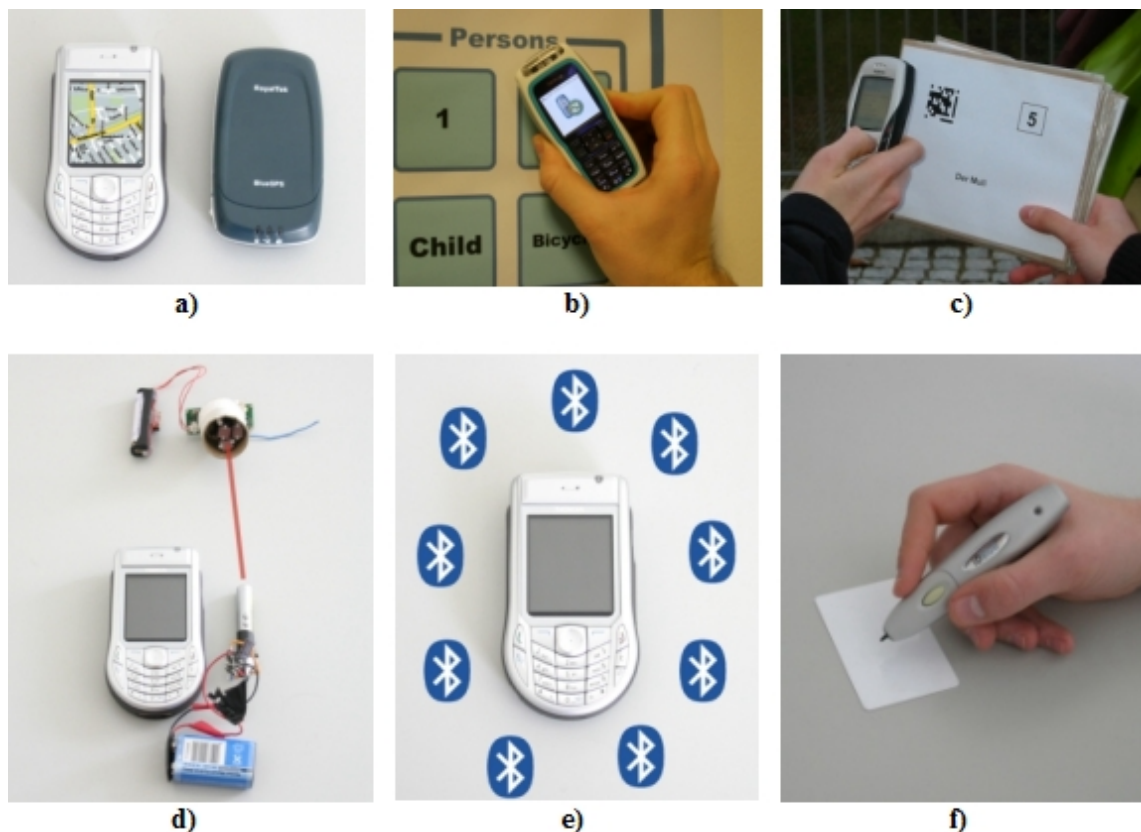 RoyalTek
BlueGPS
a)
Persons
1
Child
Bicyc
b)
5
Der Müll
c)
d)
e)
f)